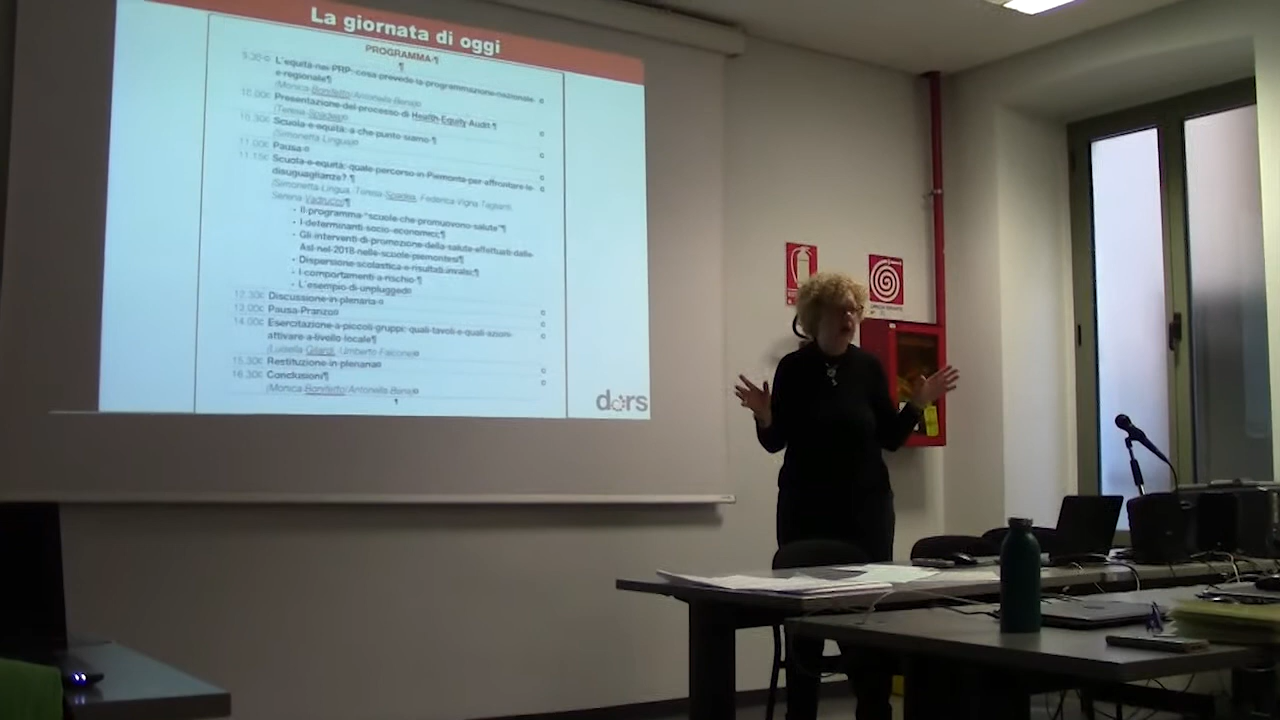 La giornata di oggi
PROGRAMMA¶
¶
9.30 L'equità nei PRP: cosa prevede la programmazione nazionale
e regionale¶
(Monica Bonifetto/Antonella Bena)
10.00 Presentazione del processo di Health Equity Audit¶
(Teresa Spadea)
10.30 Scuola e equità: a che punto siamo¶
(Simonetta Lingua)
11.00 Pausa
11.15 Scuola e equità: quale percorso in Piemonte per affrontare le
disuguaglianze?¶
(Simonetta Lingua, Teresa Spadea, Federica Vigna Taglianti,
Serena Vadrucci)¶
- Il programma "scuole che promuovono salute"¶
- I determinanti socio-economici¶
- Gli interventi di promozione della salute effettuati dalle
Asl nel 2018 nelle scuole piemontesi¶
- Dispersione scolastica e risultati invalsi¶
- I comportamenti a rischio¶
- L'esempio di unplugged
12.30 Discussione in plenaria
13.00 Pausa Pranzo
14.00 Esercitazione a piccoli gruppi: quali tavoli e quali azioni
attivare a livello locale¶
(Luisella Gilardi, Umberto Falcone)
15.30 Restituzione in plenaria
16.30 Conclusioni¶
(Monica Bonifetto/Antonella Bena)
¶
dors